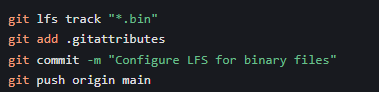 git lfs track "*.bin"
git add .gitattributes
git commit -m "Configure LFS for binary files"
git push origin main